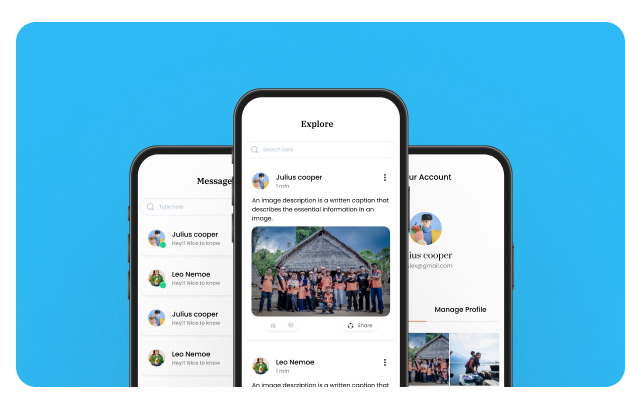 Explore
Search here
Julius cooper
1 min
An image description is a written caption that
describes the essential information in an
image.
Share
Leo Nemoe
1 min
An image description is a written caption that
Message
Type here
Julius cooper
Hey!! Nice to know
Leo Nemoe
Hey!! Nice to know
Julius cooper
Hey!! Nice to know
Leo Nemoe
Hey!! Nice to know
ur Account
ius cooper
@gmail.com
Manage Profile